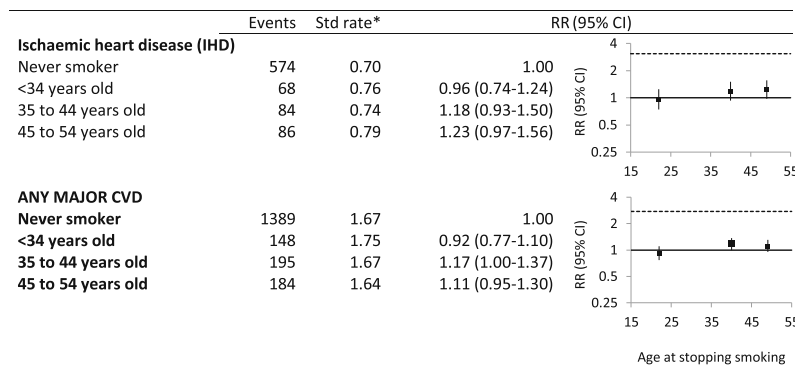 Events Std rate* RR (95% CI)
Ischaemic heart disease (IHD)
Never smoker 574 0.70 1.00
<34 years old 68 0.76 0.96 (0.74-1.24)
35 to 44 years old 84 0.74 1.18 (0.93-1.50)
45 to 54 years old 86 0.79 1.23 (0.97-1.56)
RR (95% CI)
4
2
1
0.5
0.25
15 25 35 45 55
ANY MAJOR CVD
Never smoker 1389 1.67 1.00
<34 years old 148 1.75 0.92 (0.77-1.10)
35 to 44 years old 195 1.67 1.17 (1.00-1.37)
45 to 54 years old 184 1.64 1.11 (0.95-1.30)
RR (95% CI)
4
2
1
0.5
0.25
15 25 35 45 55
Age at stopping smoking